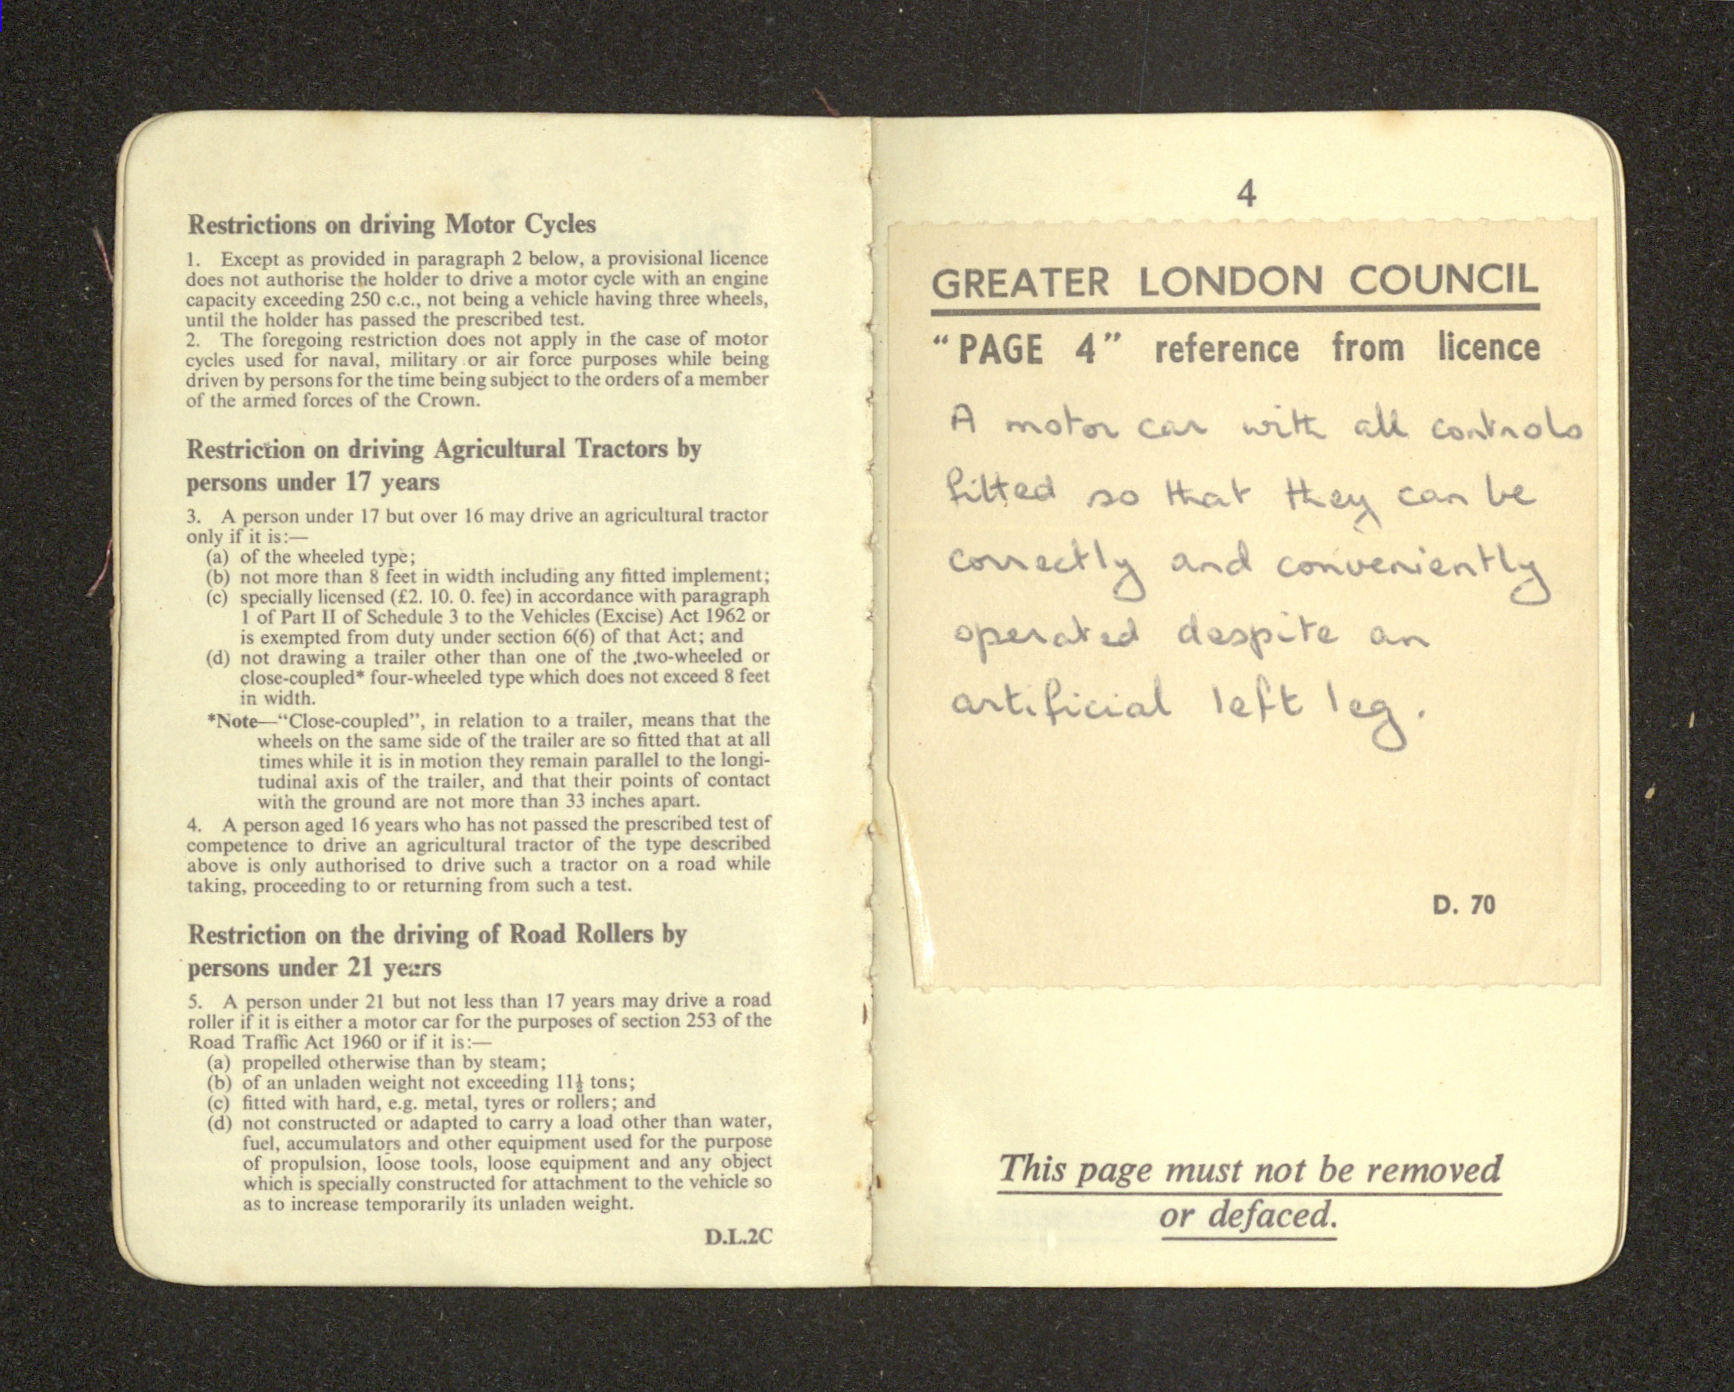 Restrictions on driving Motor Cycles
1. Except as provided in paragraph 2 below, a provisional licence
does not authorise the holder to drive a motor cycle with an engine
capacity exceeding 250 c.c., not being a vehicle having three wheels,
until the holder has passed the prescribed test.
2. The foregoing restriction does not apply in the case of motor
cycles used for naval, military or air force purposes while being
driven by persons for the time being subject to the orders of a member
of the armed forces of the Crown.
Restriction on driving Agricultural Tractors by
persons under 17 years
3. A person under 17 but over 16 may drive an agricultural tractor
only if it is:—
(a) of the wheeled type;
(b) not more than 8 feet in width including any fitted implement;
(c) specially licensed (£2. 10. 0. fee) in accordance with paragraph
1 of Part II of Schedule 3 to the Vehicles (Excise) Act 1962 or
is exempted from duty under section 6(6) of that Act; and
(d) not drawing a trailer other than one of the two-wheeled or
close-coupled* four-wheeled type which does not exceed 8 feet
in width.
*Note—"Close-coupled", in relation to a trailer, means that the
wheels on the same side of the trailer are so fitted that at all
times while it is in motion they remain parallel to the longi-
tudinal axis of the trailer, and that their points of contact
with the ground are not more than 33 inches apart.
4. A person aged 16 years who has not passed the prescribed test of
competence to drive an agricultural tractor of the type described
above is only authorised to drive such a tractor on a road while
taking, proceeding to or returning from such a test.
Restriction on the driving of Road Rollers by
persons under 21 years
5. A person under 21 but not less than 17 years may drive a road
roller if it is either a motor car for the purposes of section 253 of the
Road Traffic Act 1960 or if it is:—
(a) propelled otherwise than by steam;
(b) of an unladen weight not exceeding 11½ tons;
(c) fitted with hard, e.g. metal, tyres or rollers; and
(d) not constructed or adapted to carry a load other than water,
fuel, accumulators and other equipment used for the purpose
of propulsion, loose tools, loose equipment and any object
which is specially constructed for attachment to the vehicle so
as to increase temporarily its unladen weight.
D.L.2C
4
GREATER LONDON COUNCIL
"PAGE 4" reference from licence
A motor car with all controls
fitted so that they can be
correctly and conveniently
operated despite an
artificial left leg.
D. 70
This page must not be removed
or defaced.